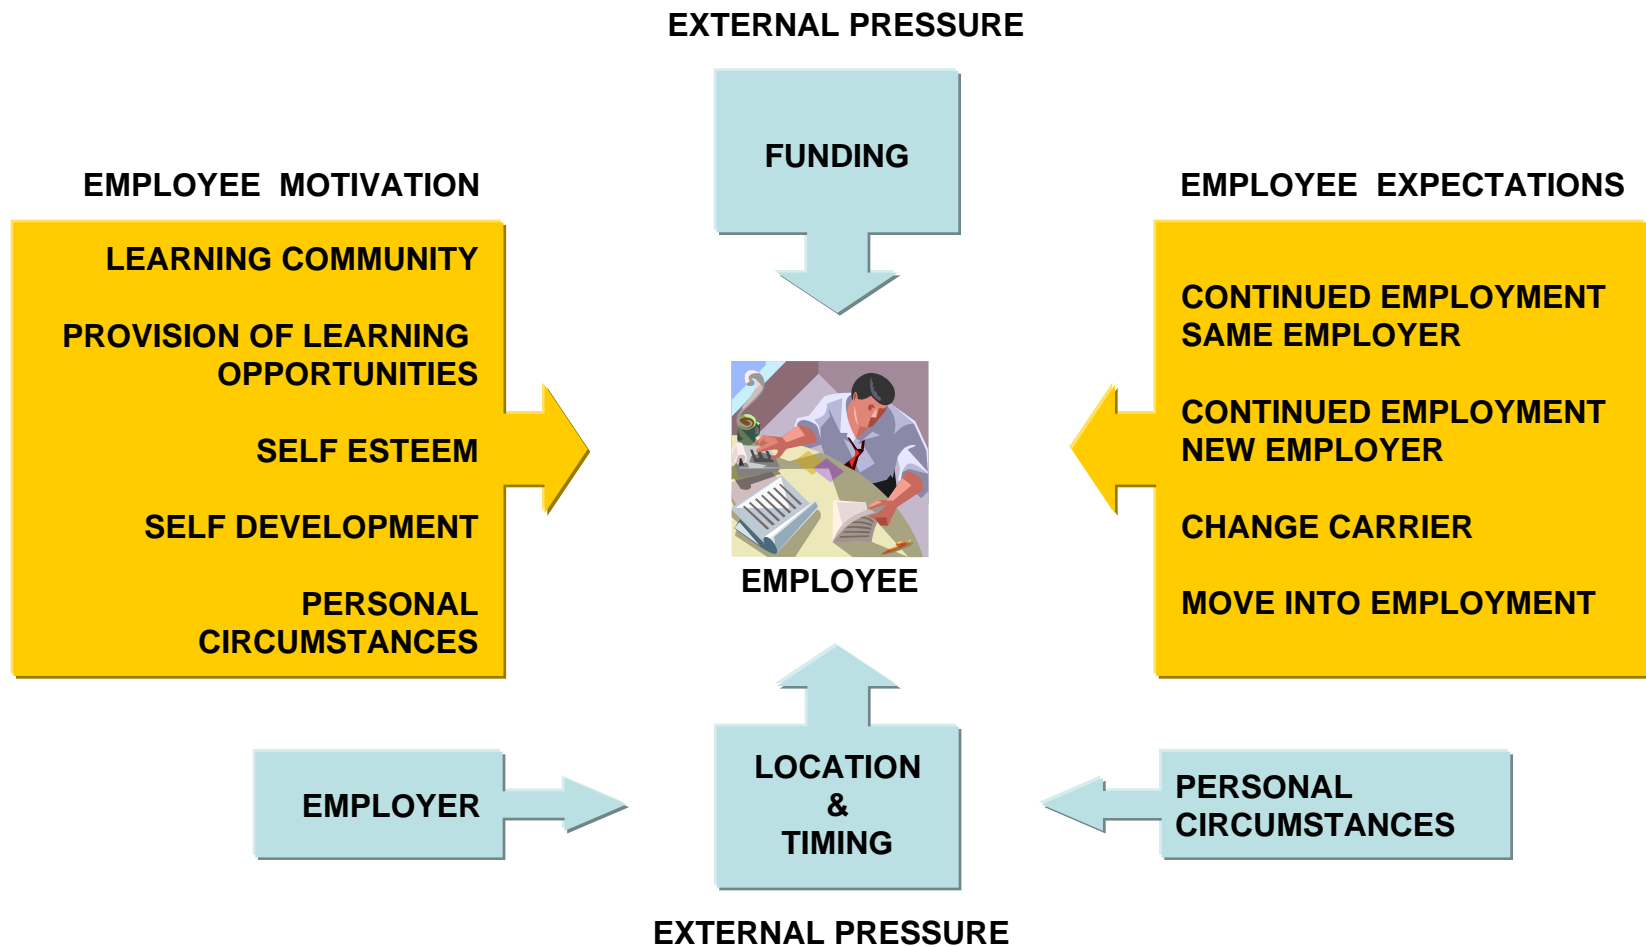 EXTERNAL PRESSURE
FUNDING
EMPLOYEE MOTIVATION
LEARNING COMMUNITY
PROVISION OF LEARNING
OPPORTUNITIES
SELF ESTEEM
SELF DEVELOPMENT
PERSONAL
CIRCUMSTANCES
EMPLOYEE
EMPLOYEE EXPECTATIONS
CONTINUED EMPLOYMENT
SAME EMPLOYER
CONTINUED EMPLOYMENT
NEW EMPLOYER
CHANGE CARRIER
MOVE INTO EMPLOYMENT
EMPLOYER
LOCATION
&
TIMING
PERSONAL
CIRCUMSTANCES
EXTERNAL PRESSURE